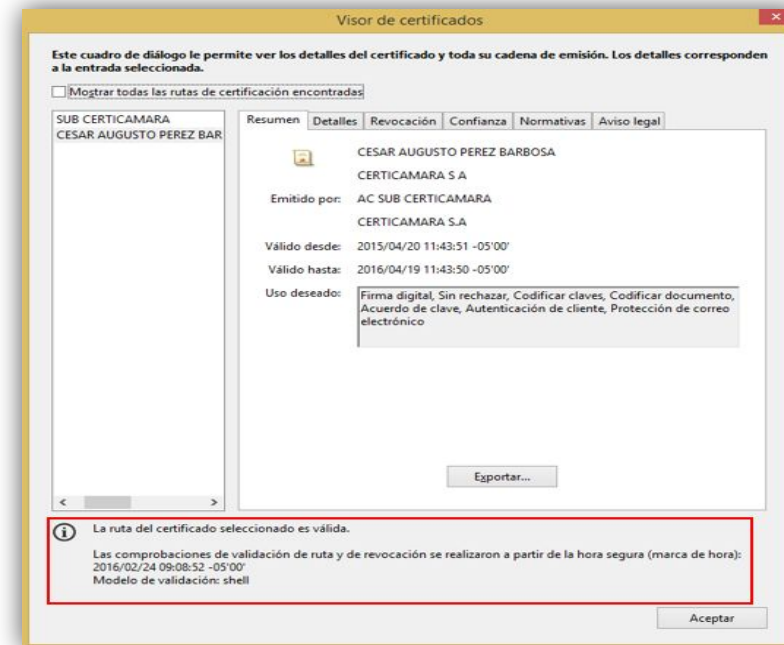 Visor de certificados
Este cuadro de diálogo le permite ver los detalles del certificado y toda su cadena de emisión. Los detalles corresponden
a la entrada seleccionada.
Mostrar todas las rutas de certificación encontradas
SUB CERTICAMARA
CESAR AUGUSTO PEREZ BAR
Resumen Detalles Revocación Confianza Normativas Aviso legal
CESAR AUGUSTO PEREZ BARBOSA
CERTICAMARA S A
Emitido por: AC SUB CERTICAMARA
CERTICAMARA S.A
Válido desde: 2015/04/20 11:43:51 -05'00'
Válido hasta: 2016/04/19 11:43:50 -05'00'
Uso deseado: Firma digital, Sin rechazar, Codificar claves, Codificar documento,
Acuerdo de clave, Autenticación de cliente, Protección de correo
electrónico
Exportar...
La ruta del certificado seleccionado es válida.
Las comprobaciones de validación de ruta y de revocación se realizaron a partir de la hora segura (marca de hora):
2016/02/24 09:08:52 -05'00'
Modelo de validación: shell
Aceptar